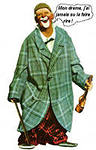 Mon drame, j'ai
jamais su le faire
rire !